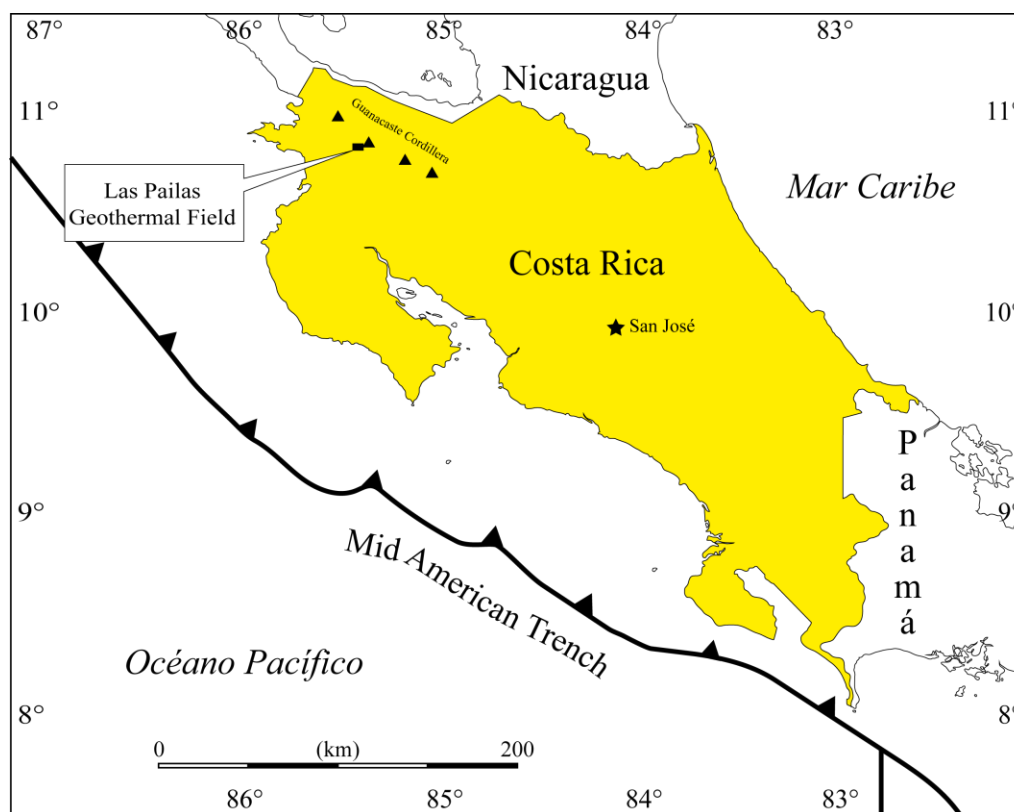 87° 86° 85° 84° 83°
Nicaragua
11° 11°
Guanacaste Cordillera
Las Pailas
Geothermal Field
Mar Caribe
Costa Rica
10° 10°
San José
Panamá
9° 9°
Mid American Trench
Océano Pacífico
8° 8°
0 (km) 200
86° 85° 84° 83°